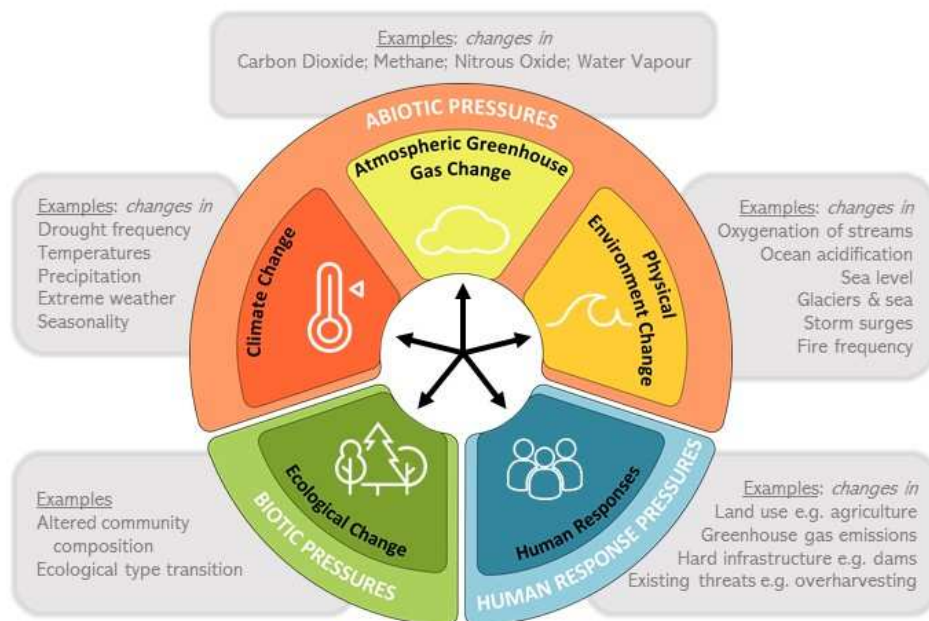 Examples: changes in
Carbon Dioxide; Methane; Nitrous Oxide; Water Vapour
ABIOTIC PRESSURES
Atmospheric Greenhouse
Gas Change
Examples: changes in
Drought frequency
Temperatures
Precipitation
Extreme weather
Seasonality
Climate Change
Physical
Environment Change
Examples: changes in
Oxygenation of streams
Ocean acidification
Sea level
Glaciers & sea
Storm surges
Fire frequency
Examples
Altered community
composition
Ecological type transition
Ecological Change
BIOTIC PRESSURES
Human Responses
HUMAN RESPONSE PRESSURES
Examples: changes in
Land use e.g. agriculture
Greenhouse gas emissions
Hard infrastructure e.g. dams
Existing threats e.g. overharvesting